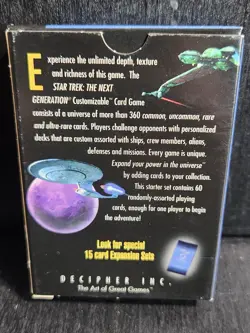 Experience the unlimited depth, texture
and richness of this game. The
STAR TREK: THE NEXT
GENERATION® Customizable™ Card Game
consists of a universe of more than 360 common, uncommon, rare
and ultra-rare cards. Players challenge opponents with personalized
decks that are custom assorted with ships, crew members, aliens,
defenses and missions. Every game is unique.
Expand your power in the universe™
by adding cards to your collection.
This starter set contains 60
randomly-assorted playing
cards, enough for one player to begin
the adventure!
Look for special
15 card Expansion Sets
DECIPHER INC.
The Art of Great Games™